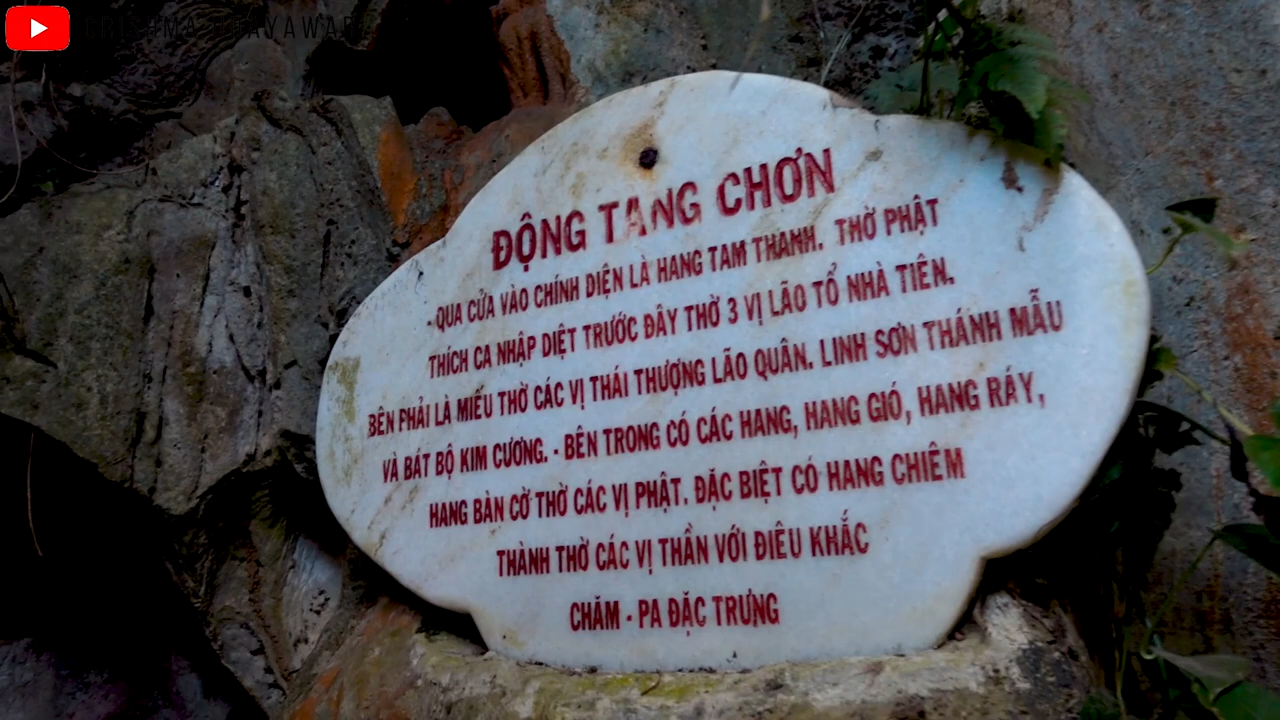 ĐỘNG TANG CHƠN
- QUA CỬA VÀO CHÍNH ĐIỆN LÀ HANG TAM THANH. THỜ PHẬT
THÍCH CA NHẬP DIỆT TRƯỚC ĐÂY THỜ 3 VỊ LÃO TỔ NHÀ TIÊN.
BÊN PHẢI LÀ MIẾU THỜ CÁC VỊ THÁI THƯỢNG LÃO QUÂN. LINH SƠN THÁNH MẪU
VÀ BÁT BỘ KIM CƯƠNG. - BÊN TRONG CÓ CÁC HANG, HANG GIÓ, HANG RÁY,
HANG BÀN CỜ THỜ CÁC VỊ PHẬT. ĐẶC BIỆT CÓ HANG CHIÊM
THÀNH THỜ CÁC VỊ THẦN VỚI ĐIÊU KHẮC
CHĂM - PA ĐẶC TRƯNG